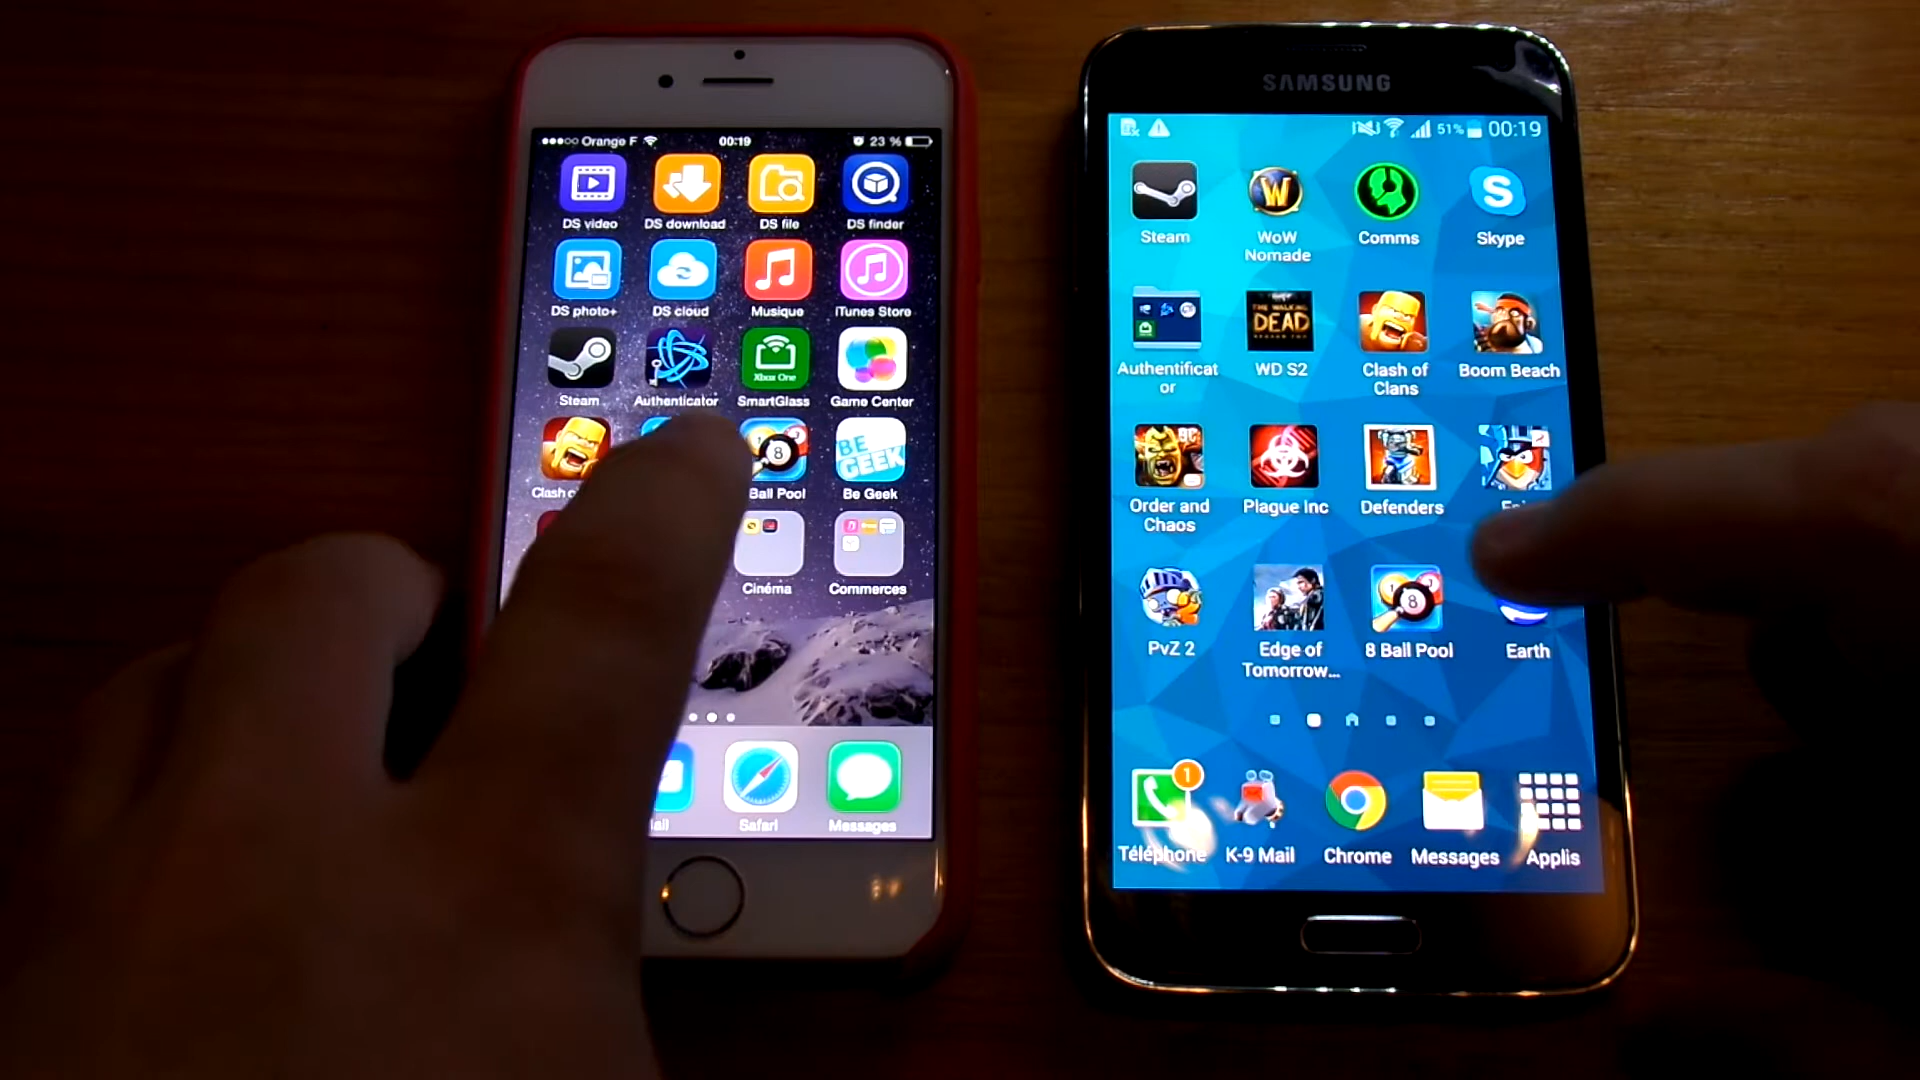 Orange F 00:19 23 %
DS video DS download DS file DS finder
DS photo+ DS cloud Musique iTunes Store
Xbox One
Steam Authenticator SmartGlass Game Center
8
BE
GEEK
Clash Ball Pool Be Geek
Cinéma Commerces
Safari Messages
SAMSUNG
51% 00:19
W
S
Steam WoW Nomade Comms Skype
THE WALKING
DEAD
Authentificator WD S2 Clash of Clans Boom Beach
Order and Chaos Plague Inc Defenders
8
PvZ 2 Edge of Tomorrow... 8 Ball Pool Earth
1
Téléphone K-9 Mail Chrome Messages Applis